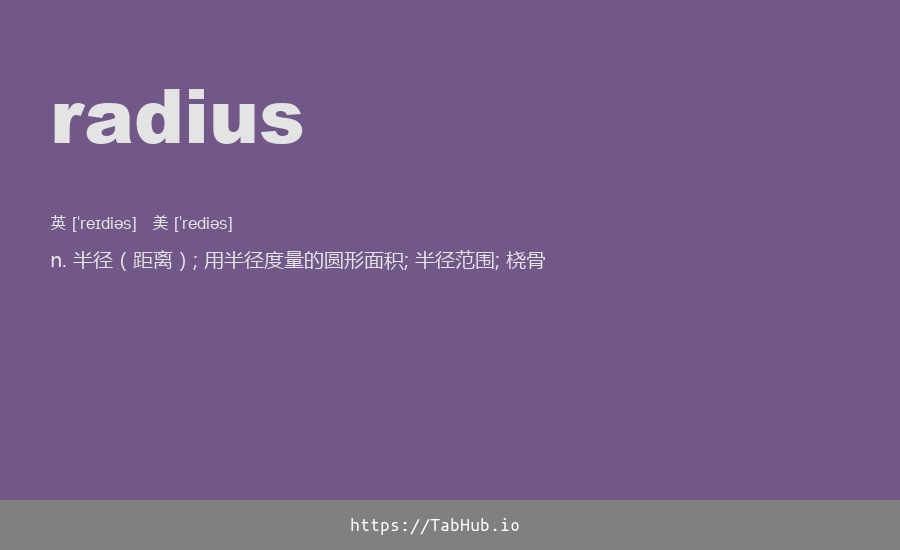 radius
英 [ˈreɪdiəs] 美 [ˈrediəs]
n. 半径（距离）; 用半径度量的圆形面积; 半径范围; 桡骨
https://TabHub.io